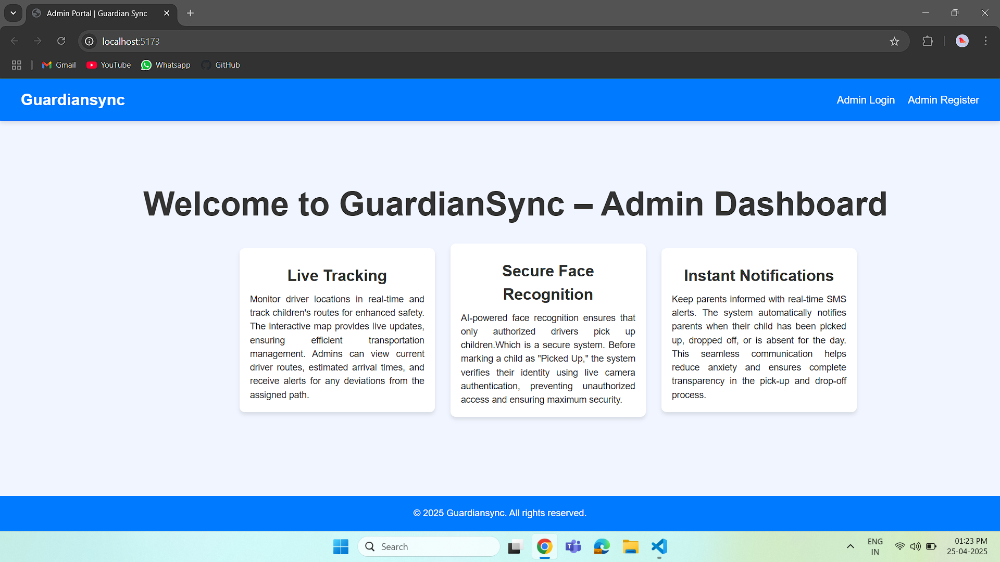 Admin Portal | Guardian Sync
localhost:5173
Gmail
YouTube
Whatsapp
GitHub
Guardiansync
Admin Login
Admin Register
Welcome to GuardianSync – Admin Dashboard
Live Tracking
Monitor driver locations in real-time and
track children's routes for enhanced safety.
The interactive map provides live updates,
ensuring efficient transportation
management. Admins can view current
driver routes, estimated arrival times, and
receive alerts for any deviations from the
assigned path.
Secure Face
Recognition
AI-powered face recognition ensures that
only authorized drivers pick up
children.Which is a secure system. Before
marking a child as "Picked Up," the system
verifies their identity using live camera
authentication, preventing unauthorized
access and ensuring maximum security.
Instant Notifications
Keep parents informed with real-time SMS
alerts. The system automatically notifies
parents when their child has been picked
up, dropped off, or is absent for the day.
This seamless communication helps
reduce anxiety and ensures complete
transparency in the pick-up and drop-off
process.
© 2025 Guardiansync. All rights reserved.
Search
ENG
IN
01:23 PM
25-04-2025